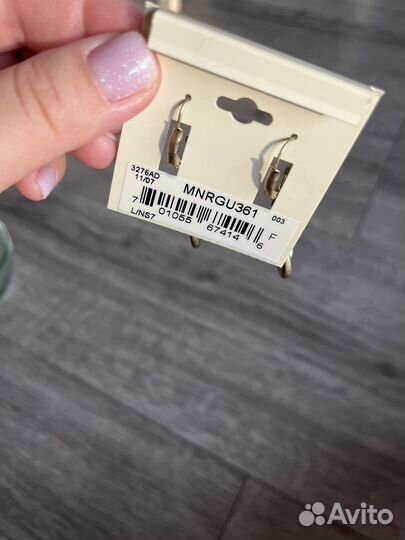 3276AD
11/07
MNRGU361
003
7 01055 67414 6
F
L/NS7
Avito